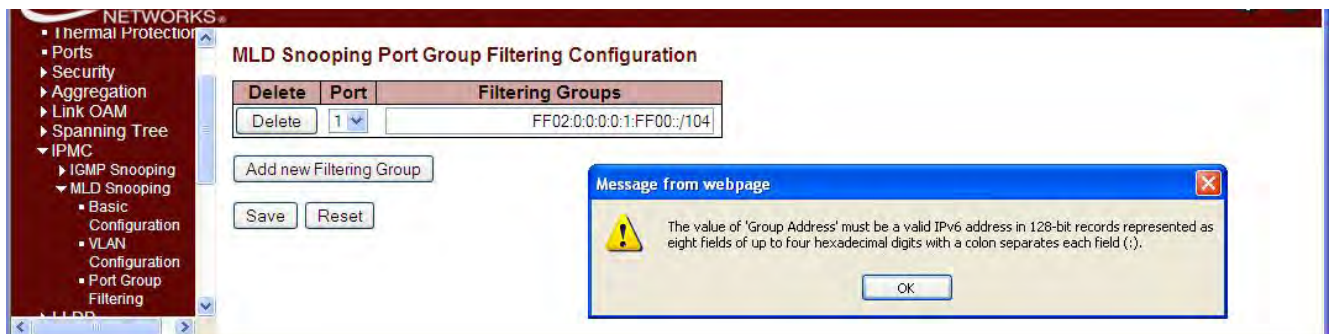 NETWORKS®
Thermal Protection
Ports
Security
Aggregation
Link OAM
Spanning Tree
IPMC
IGMP Snooping
MLD Snooping
Basic
Configuration
VLAN
Configuration
Port Group
Filtering
LLDP
MLD Snooping Port Group Filtering Configuration
Delete Port Filtering Groups
Delete 1 FF02:0:0:0:0:1:FF00::/104
Add new Filtering Group
Save Reset
Message from webpage
The value of 'Group Address' must be a valid IPv6 address in 128-bit records represented as
eight fields of up to four hexadecimal digits with a colon separates each field (:).
OK